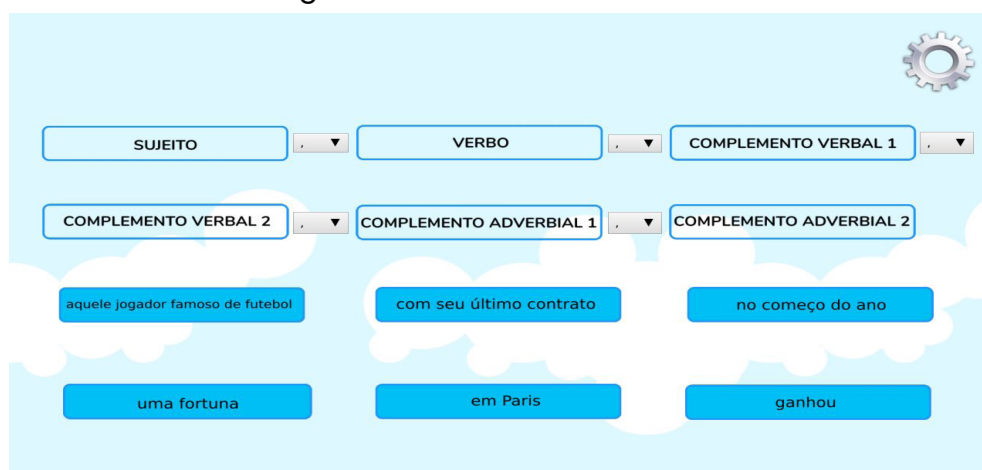 SUJEITO , ▼ VERBO , ▼ COMPLEMENTO VERBAL 1 , ▼
COMPLEMENTO VERBAL 2 , ▼ COMPLEMENTO ADVERBIAL 1 , ▼ COMPLEMENTO ADVERBIAL 2
aquele jogador famoso de futebol com seu último contrato no começo do ano
uma fortuna em Paris ganhou